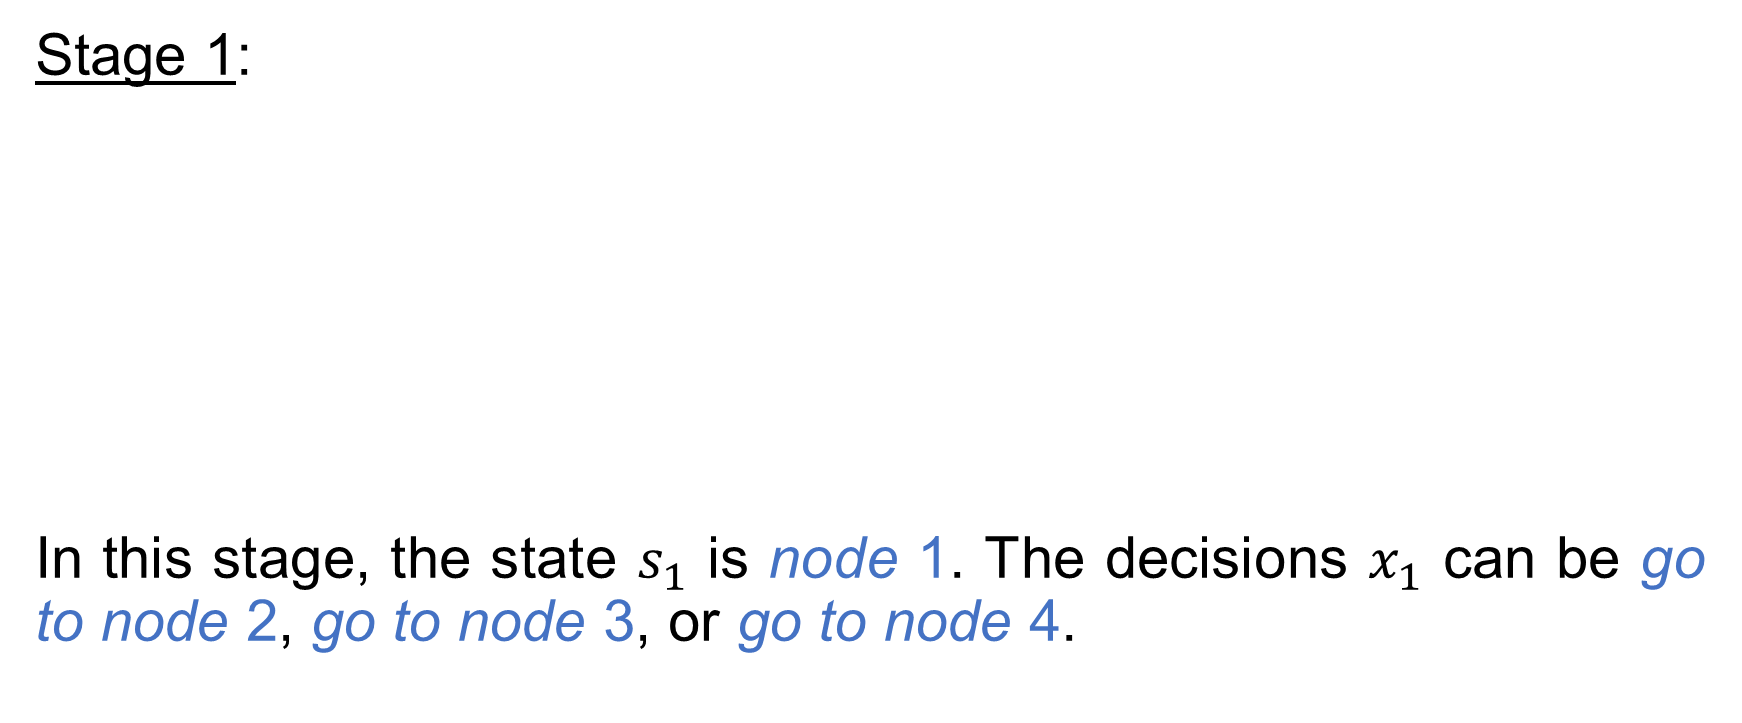 Stage 1:
In this stage, the state s₁ is node 1. The decisions x₁ can be go
to node 2, go to node 3, or go to node 4.